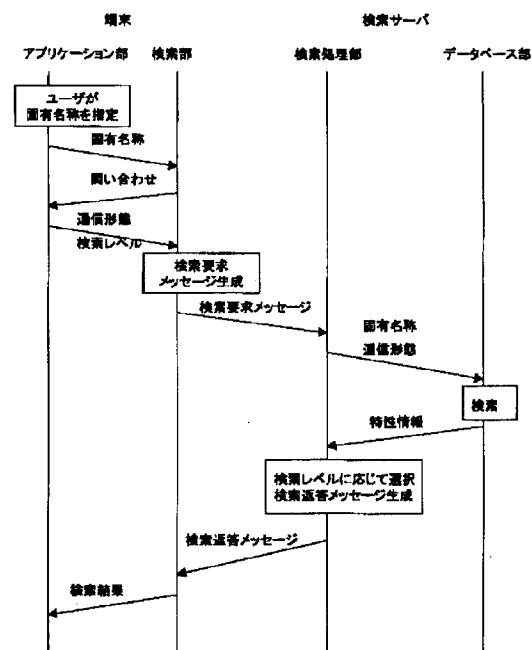 端末
検索サーバ
アプリケーション部
検索部
検索処理部
データベース部
ユーザが
固有名称を指定
固有名称
問い合わせ
通信形態
検索レベル
検索要求
メッセージ生成
検索要求メッセージ
固有名称
通信形態
検索
特性情報
検索レベルに応じて選択
検索返答メッセージ生成
検索返答メッセージ
検索結果